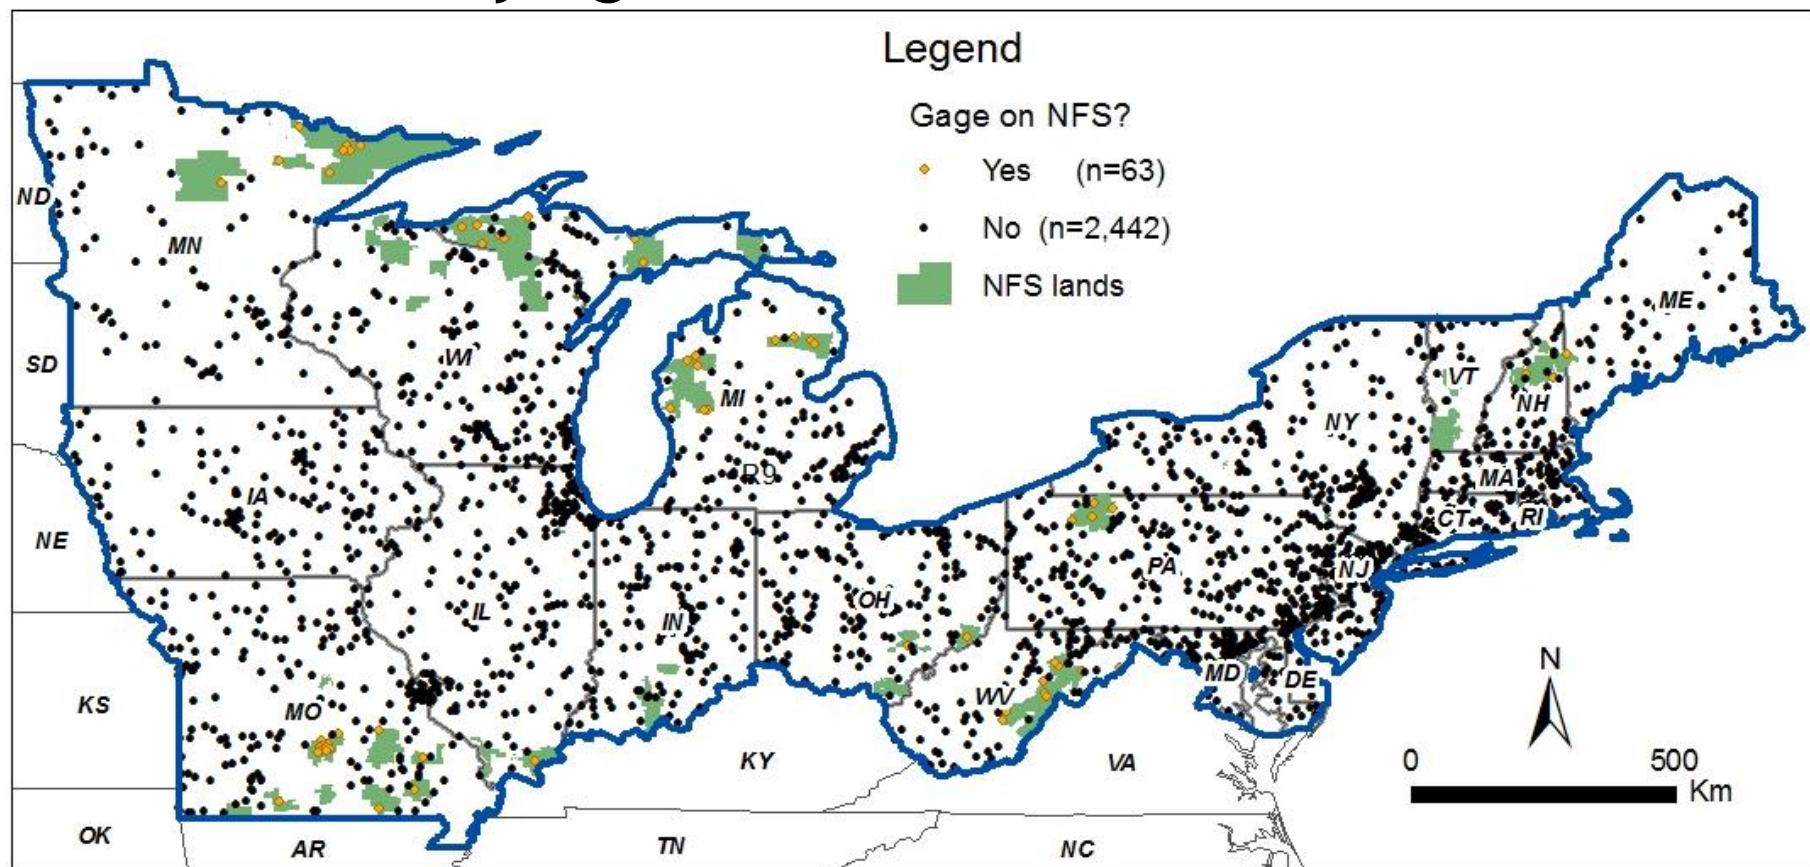 Legend
Gage on NFS?
Yes (n=63)
No (n=2,442)
NFS lands
ND
MN
ME
SD
WI
MI
VT
NH
NY
R9
MA
IA
CT
RI
NE
PA
NJ
OH
IL
IN
MD
DE
WV
KS
MO
N
KY
VA
0 500
Km
OK
AR
TN
NC